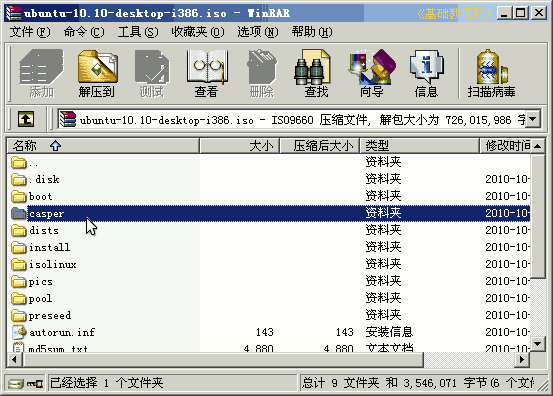 ubuntu-10.10-desktop-i386.iso - WinRAR
文件(F) 命令(C) 工具(S) 收藏夹(O) 选项(N) 帮助(H)
添加 解压到 测试 查看 删除 查找 向导 信息 扫描病毒
ubuntu-10.10-desktop-i386.iso - ISO9660 压缩文件, 解包大小为 726,015,986 字
名称 大小 压缩后大小 类型 修改时间
.. 资料夹
.disk 资料夹 2010-10-
boot 资料夹 2010-10-
casper 资料夹 2010-10-
dists 资料夹 2010-10-
install 资料夹 2010-10-
isolinux 资料夹 2010-10-
pics 资料夹 2010-10-
pool 资料夹 2010-10-
preseed 资料夹 2010-10-
autorun.inf 143 143 安装信息 2010-10-
md5sum.txt 4,880 4,880 文本文档 2010-10-
已经选择 1 个文件夹 总计 9 文件夹 和 3,546,071 字节(6 个文